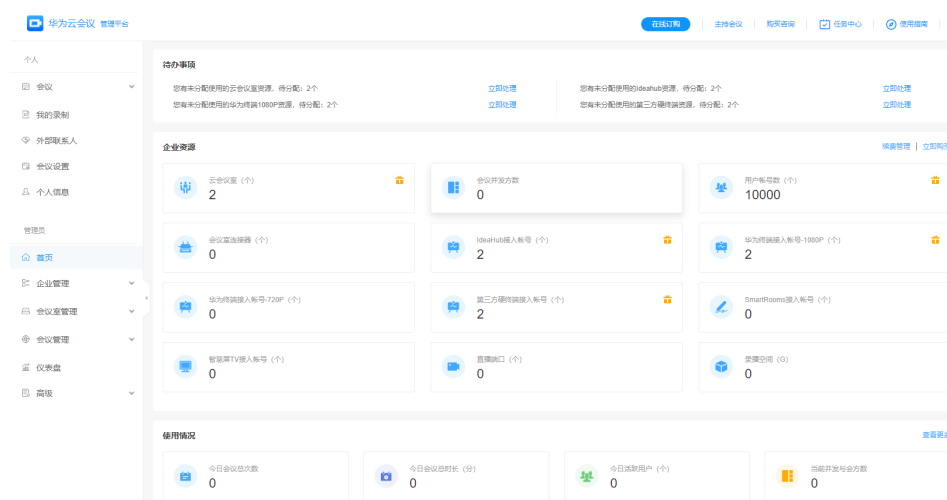 华为云会议 管理平台
在线订购 主持会议 购买咨询 任务中心 使用指南
个人
会议
我的录制
外部联系人
会议设置
个人信息
管理员
首页
企业管理
会议室管理
会议管理
仪表盘
高级
待办事项
您有未分配使用的云会议室资源，待分配：2个 立即处理 您有未分配使用的Ideahub资源，待分配：2个 立即处理
您有未分配使用的华为终端1080P资源，待分配：2个 立即处理 您有未分配使用的第三方硬终端资源，待分配：2个 立即处理
企业资源 续费管理 | 立即购买
云会议室（个） 会议并发方数 用户帐号数（个）
2 0 10000
会议室连接器（个） IdeaHub接入帐号（个） 华为终端接入帐号-1080P（个）
0 2 2
华为终端接入帐号-720P（个） 第三方硬终端接入帐号（个） SmartRooms接入帐号（个）
0 2 0
智慧屏TV接入帐号（个） 直播端口（个） 录播空间（G）
0 0 0
使用情况 查看更多
今日会议总次数 今日会议总时长（分） 今日活跃用户（个） 当前并发与会方数
0 0 0 0